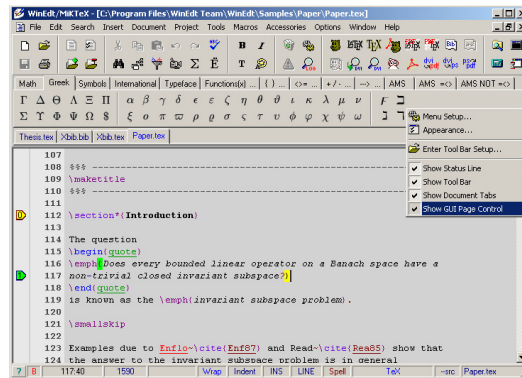 WinEdt/MiKTeX - [C:\Program Files\WinEdt Team\WinEdt\Samples\Paper\Paper.tex]
File Edit Search Insert Document Project Tools Macros Accessories Options Window Help
Math Greek Symbols International Typeface Functions(x) ... { } ... <>= ... + / - ... --> ... AMS AMS =<> AMS NOT =<>
Γ Δ Θ Λ Ξ Π α β γ δ ϵ ε ζ η θ ϑ ι κ λ μ ν
Σ Υ Φ Ψ Ω $ ξ ο π ϖ ρ ϱ σ ς τ υ ϕ φ χ ψ ω
Menu Setup...
Appearance...
Enter Tool Bar Setup...
Show Status Line
Show Tool Bar
Show Document Tabs
Show GUI Page Control
Thesis.tex Xbib.bib Xbib.tex Paper.tex
107
108 %%% ---
109 \maketitle
110 %%% ---
111
112 \section*{Introduction}
113
114 The question
115 \begin{quote}
116 \emph{Does every bounded linear operator on a Banach space have a
117 non-trivial closed invariant subspace?}
118 \end{quote}
119 is known as the \emph{invariant subspace problem}.
120
121 \smallskip
122
123 Examples due to Enflo~\cite{Enf87} and Read~\cite{Rea85} show that
124 the answer to the invariant subspace problem is in general
? B 117:40 1590 Wrap Indent INS LINE Spell TeX ~src Paper.tex